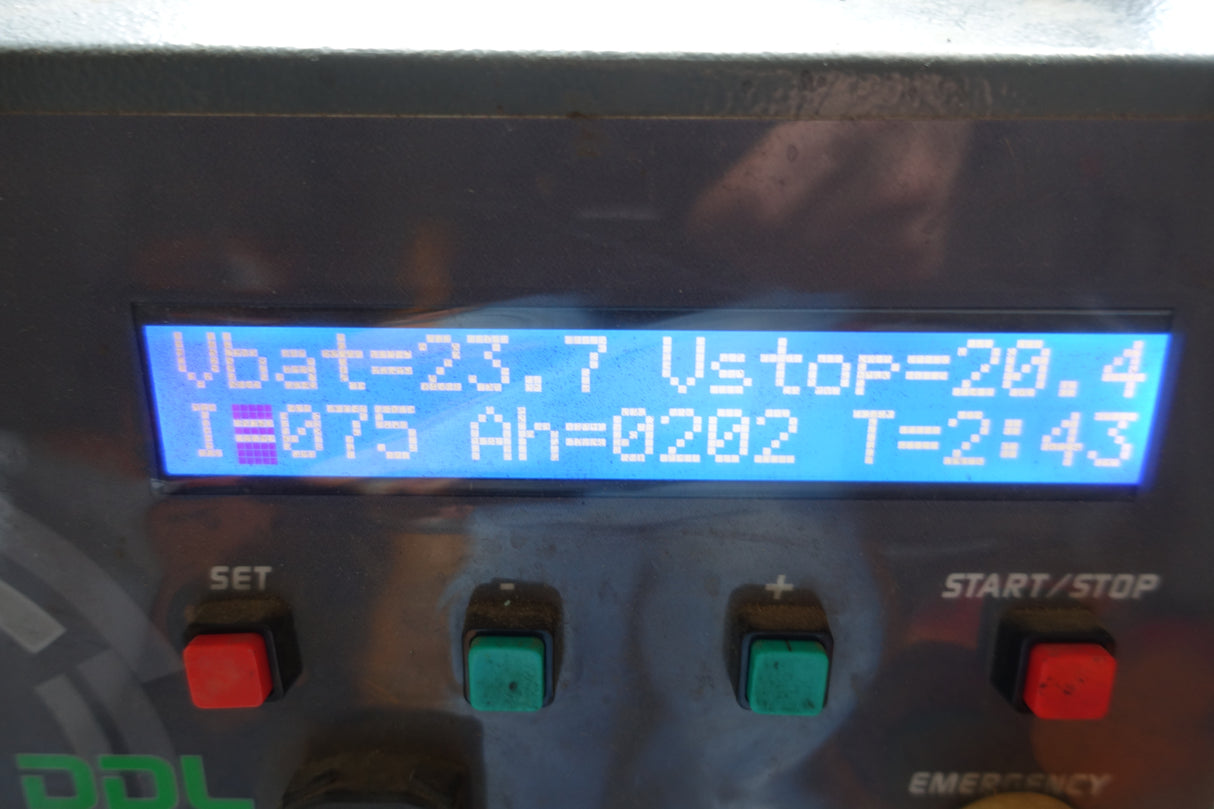 Vbat=23.7 Vstop=20.4
I=075 Ah=0202 T=2:43
SET - + START/STOP
DDL EMERGENCY